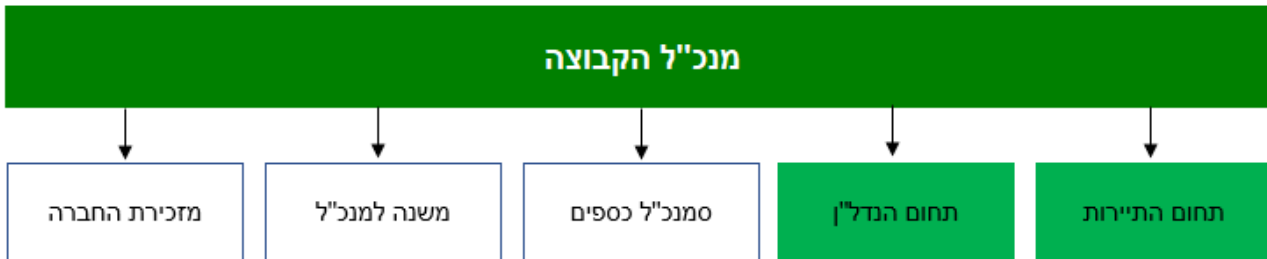 מנכ"ל הקבוצה
תחום התיירות
תחום הנדל"ן
סמנכ"ל כספים
משנה למנכ"ל
מזכירת החברה